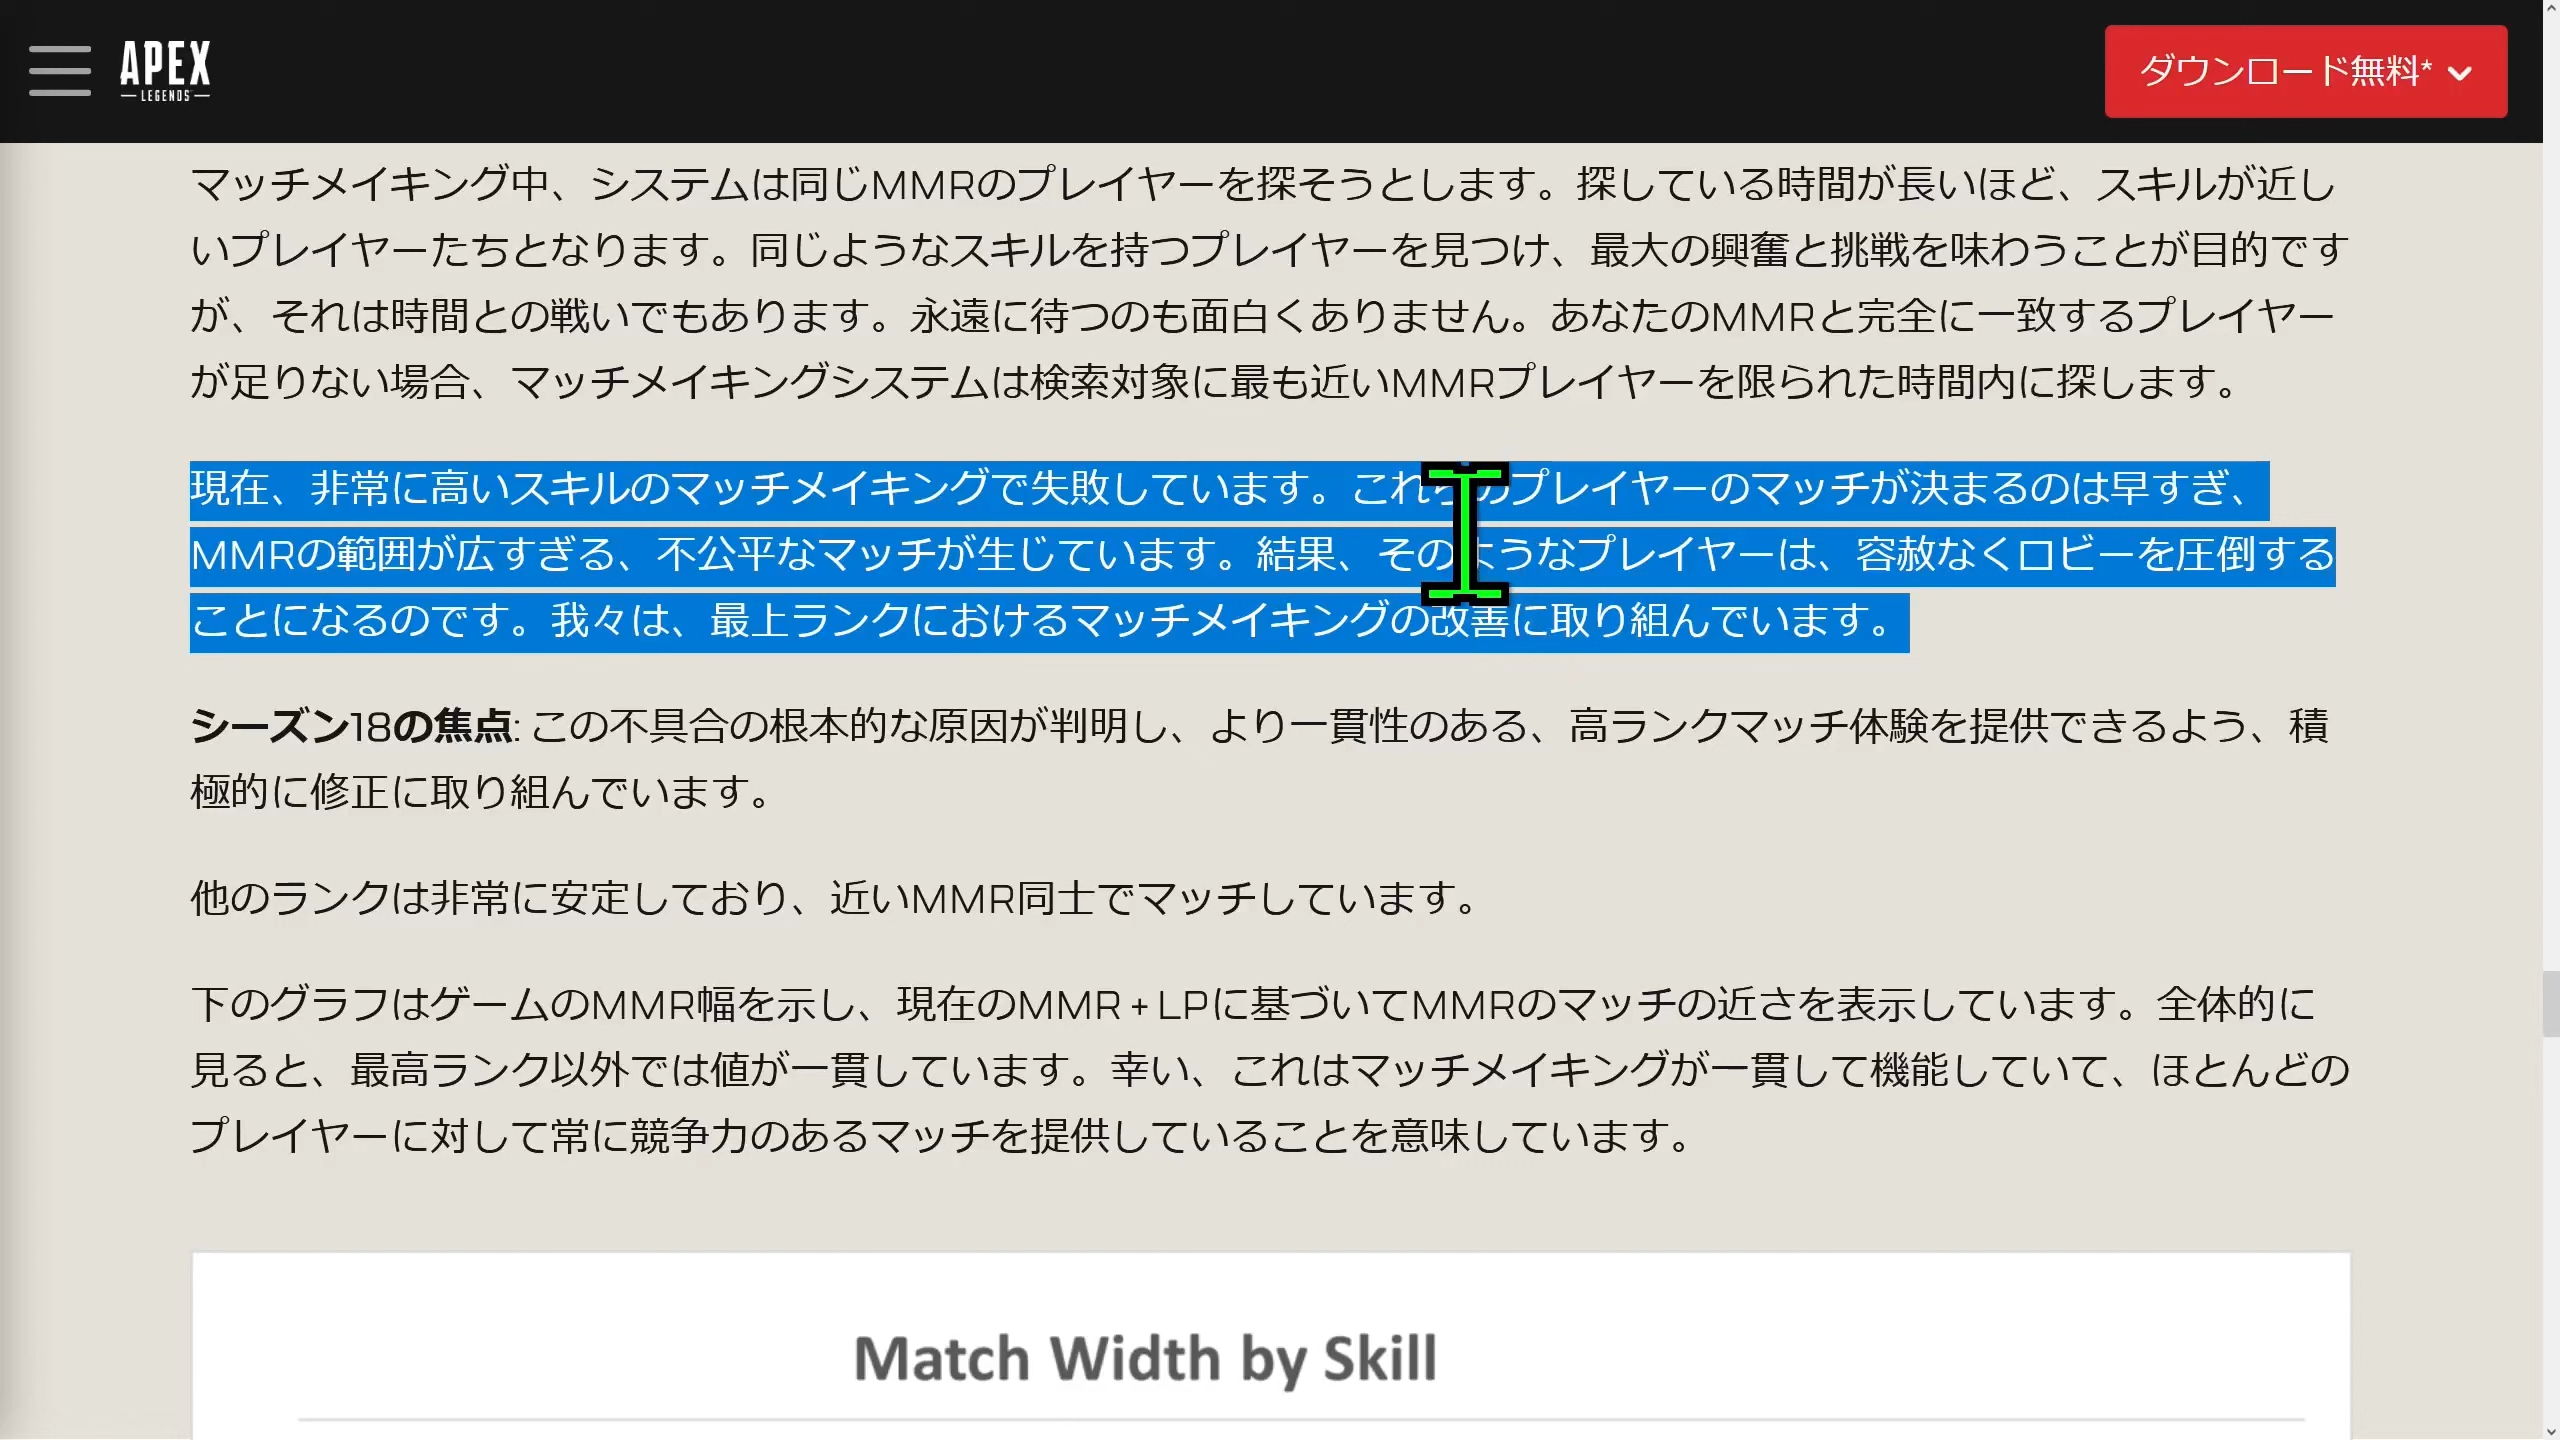 APEX
LEGENDS
ダウンロード無料*
マッチメイキング中、システムは同じMMRのプレイヤーを探そうとします。探している時間が長いほど、スキルが近し
いプレイヤーたちとなります。同じようなスキルを持つプレイヤーを見つけ、最大の興奮と挑戦を味わうことが目的です
が、それは時間との戦いでもあります。永遠に待つのも面白くありません。あなたのMMRと完全に一致するプレイヤー
が足りない場合、マッチメイキングシステムは検索対象に最も近いMMRプレイヤーを限られた時間内に探します。
現在、非常に高いスキルのマッチメイキングで失敗しています。これらのプレイヤーのマッチが決まるのは早すぎ、
MMRの範囲が広すぎる、不公平なマッチが生じています。結果、そのようなプレイヤーは、容赦なくロビーを圧倒する
ことになるのです。我々は、最上ランクにおけるマッチメイキングの改善に取り組んでいます。
シーズン18の焦点: この不具合の根本的な原因が判明し、より一貫性のある、高ランクマッチ体験を提供できるよう、積
極的に修正に取り組んでいます。
他のランクは非常に安定しており、近いMMR同士でマッチしています。
下のグラフはゲームのMMR幅を示し、現在のMMR + LPに基づいてMMRのマッチの近さを表示しています。全体的に
見ると、最高ランク以外では値が一貫しています。幸い、これはマッチメイキングが一貫して機能していて、ほとんどの
プレイヤーに対して常に競争力のあるマッチを提供していることを意味しています。
Match Width by Skill